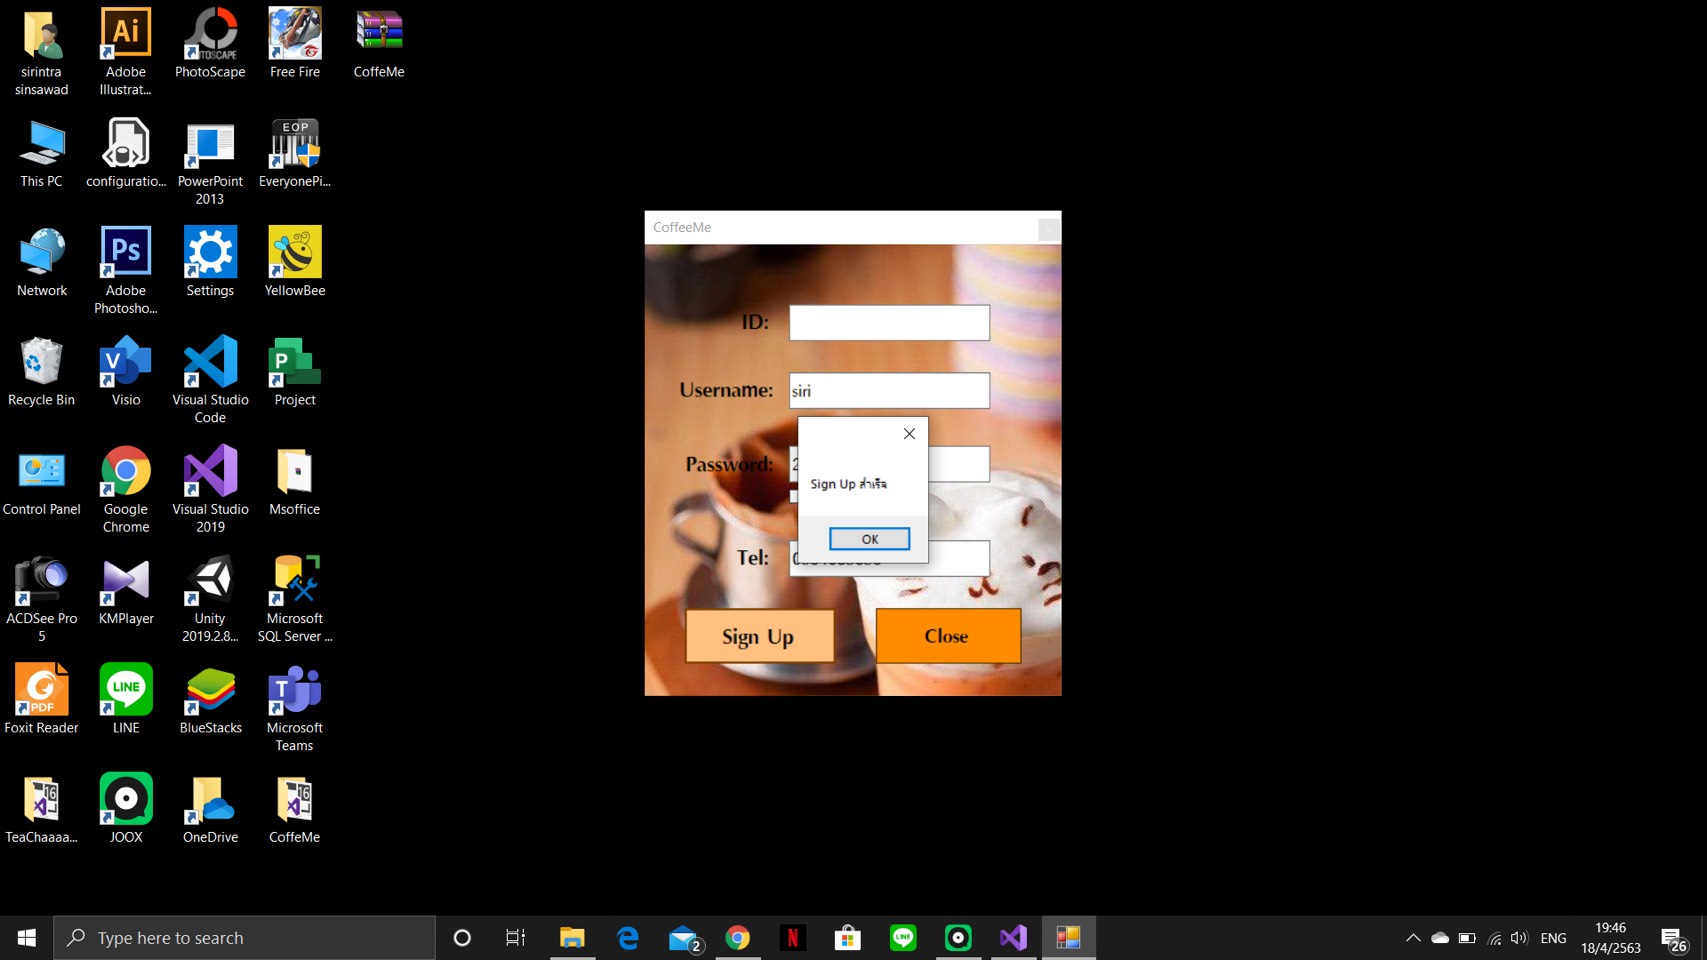 sirintra
sinsawad
Adobe
Illustrat...
PhotoScape
Free Fire
CoffeMe
This PC
configuratio...
PowerPoint
2013
EOP
EveryonePi...
Network
Adobe
Photosho...
Settings
YellowBee
Recycle Bin
Visio
Visual Studio
Code
Project
Control Panel
Google
Chrome
Visual Studio
2019
Msoffice
ACDSee Pro
5
KMPlayer
Unity
2019.2.8...
Microsoft
SQL Server ...
Foxit Reader
LINE
BlueStacks
Microsoft
Teams
TeaChaaaa...
JOOX
OneDrive
CoffeMe
CoffeeMe
ID:
Username: siri
Password: 2
Sign Up สำเร็จ
OK
Tel:
Sign Up
Close
Type here to search
2
ENG
19:46
18/4/2563
26